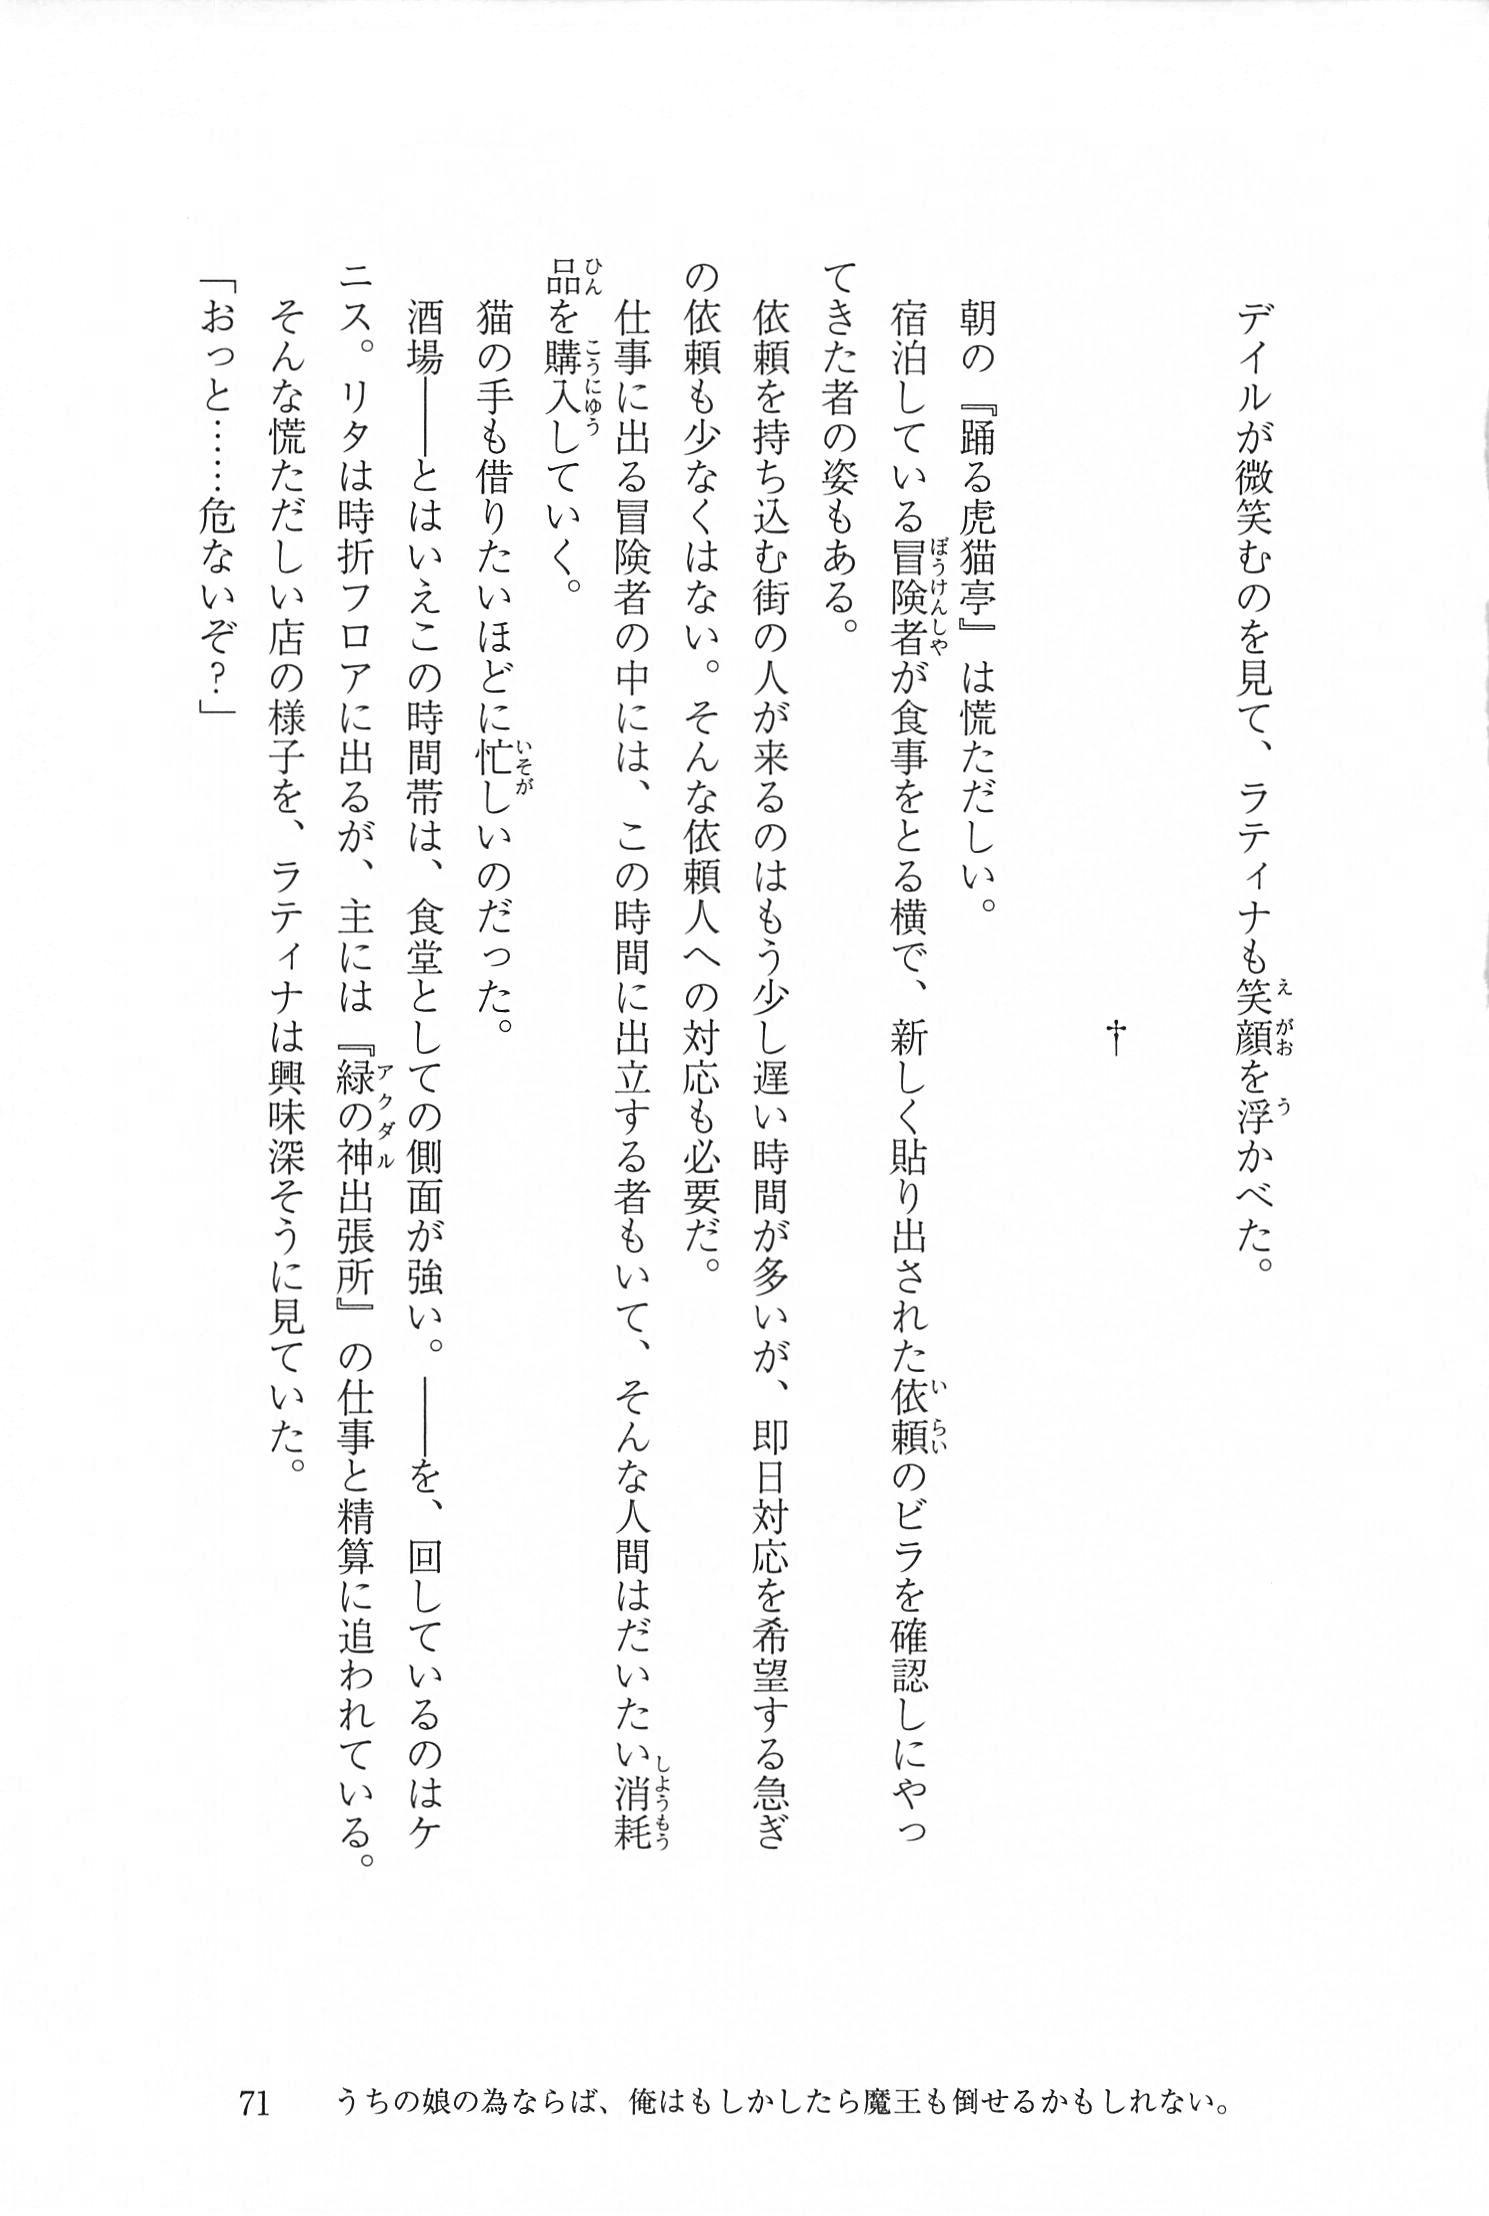 デイルが微笑むのを見て、ラティナも笑顔を浮かべた。
†
朝の『踊る虎猫亭』は慌ただしい。
宿泊している冒険者が食事をとる横で、新しく貼り出された依頼のビラを確認しにやっ
てきた者の姿もある。
依頼を持ち込む街の人が来るのはもう少し遅い時間が多いが、即日対応を希望する急ぎ
の依頼も少なくはない。そんな依頼人への対応も必要だ。
仕事に出る冒険者の中には、この時間に出立する者もいて、そんな人間はだいたい消耗
品を購入していく。
猫の手も借りたいほどに忙しいのだった。
酒場――とはいえこの時間帯は、食堂としての側面が強い。――を、回しているのはケ
ニス。リタは時折フロアに出るが、主には『緑の神出張所』の仕事と精算に追われている。
そんな慌ただしい店の様子を、ラティナは興味深そうに見ていた。
「おっと……危ないぞ?」
71 うちの娘の為ならば、俺はもしかしたら魔王も倒せるかもしれない。